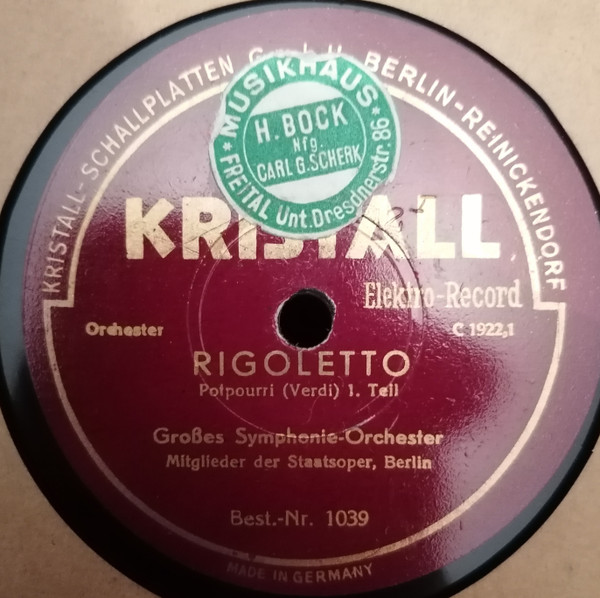 KRISTALL-SCHALLPLATTEN G.m.b.H. BERLIN-REINICKENDORF
* MUSIKHAUS *
H. BOCK
Nfg.
CARL G. SCHERK
FREITAL Unt. Dresdnerstr. 86
KRISTALL
Elektro-Record
Orchester
C 1922,1
RIGOLETTO
Potpourri (Verdi) 1. Teil
Großes Symphonie-Orchester
Mitglieder der Staatsoper, Berlin
Best.-Nr. 1039
MADE IN GERMANY